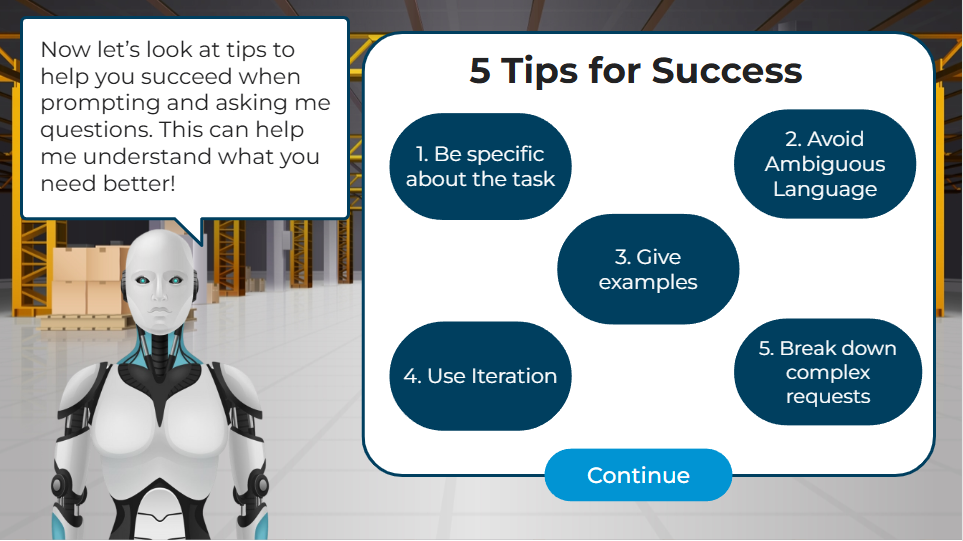 Now let’s look at tips to
help you succeed when
prompting and asking me
questions. This can help
me understand what you
need better!
5 Tips for Success
1. Be specific
about the task
2. Avoid
Ambiguous
Language
3. Give
examples
4. Use Iteration
5. Break down
complex
requests
Continue